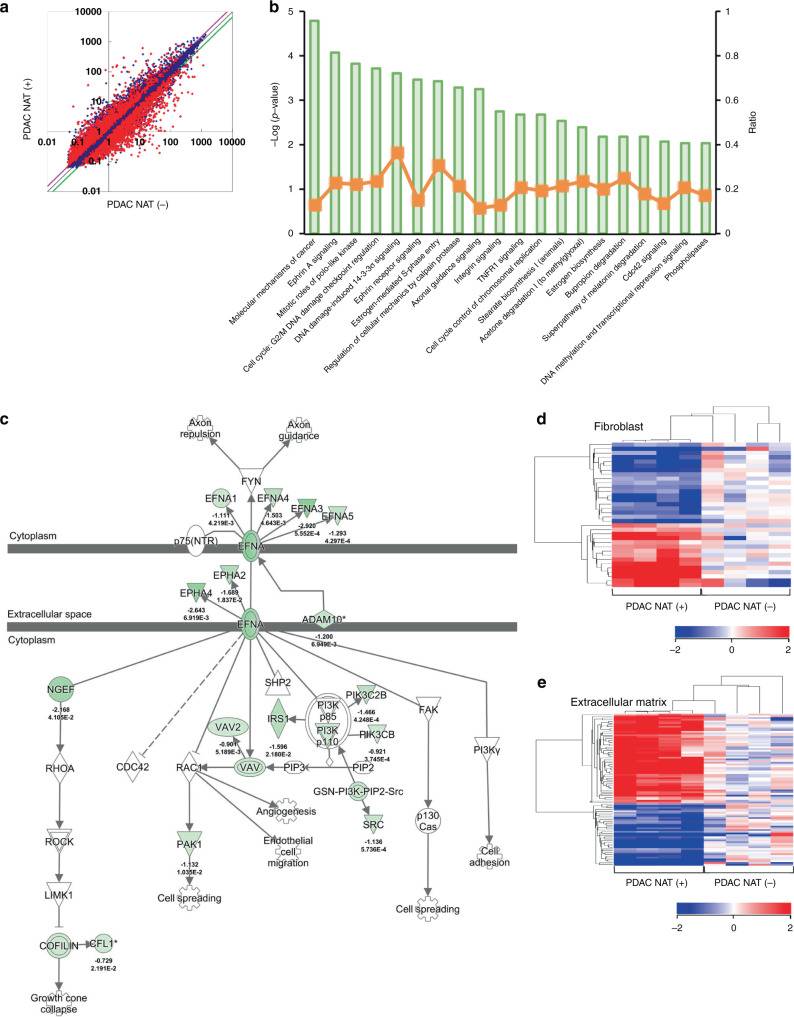 a
10000
1000
100
10
1
0.01
0.1
10
100
1000
10000
0.1
0.01
PDAC NAT (+)
PDAC NAT (–)
b
5
4
3
2
1
0
–Log (p-value)
1
0.8
0.6
0.4
0.2
0
Ratio
Molecular mechanisms of cancer
Ephrin A signaling
Mitotic roles of polo-like kinase
Cell cycle: G2/M DNA damage checkpoint regulation
DNA damage-induced 14-3-3σ signaling
Ephrin receptor signaling
Estrogen-mediated S-phase entry
Regulation of cellular mechanica by calpain protease
Axonal guidance signaling
Integrin signaling
TNFR1 signaling
Cell cycle control of chromosomal replication
Stearate biosynthesis I (animals)
Acetone degradation I (to methylglyoxal)
Estrogen biosynthesis
Buropion degradation
Superpathway of melatonin degradation
Cdc42 signaling
DNA methylation and transcriptional repression signaling
Phospholipases
c
Axon
repulsion
Axon
guidance
FYN
EFNA1
-1.111
4.219E-3
EFNA4
-1.503
4.643E-3
EFNA3
-2.920
5.552E-4
EFNA5
-1.293
4.297E-4
p75(NTR)
EFNA
Cytoplasm
EPHA2
-1.689
1.837E-2
EPHA4
-2.643
6.919E-3
ADAM10*
-1.200
6.949E-3
Extracellular space
EFNA
Cytoplasm
NGEF
-2.168
4.105E-2
SHP2
PI3K
p85
PI3K
p110
PIK3C2B
-1.466
4.248E-4
IRS1
-1.596
2.180E-2
PIK3CB
-0.921
3.745E-4
FAK
VAV2
-0.901
5.189E-3
PI3Kγ
RHOA
CDC42
RAC1
VAV
PIP3
PIP2
GSN-PI3K-PIP2-Src
Angiogenesis
SRC
-1.136
5.736E-4
p130
Cas
ROCK
PAK1
-1.132
1.035E-2
Endothelial
cell
migration
Cell
adhesion
LIMK1
Cell spreading
Cell spreading
COFILIN
CFL1*
-0.729
2.191E-2
Growth cone
collapse
d
Fibroblast
PDAC NAT (+)
PDAC NAT (–)
–2
0
2
e
Extracellular matrix
PDAC NAT (+)
PDAC NAT (–)
–2
0
2